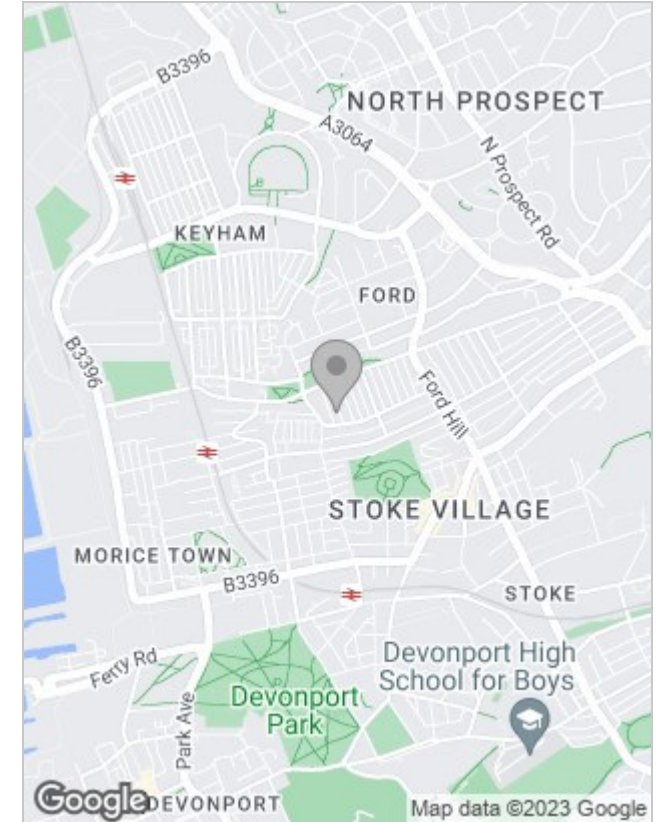 B3396
NORTH PROSPECT
A3064
N Prospect Rd
KEYHAM
FORD
B3396
Ford Hill
STOKE VILLAGE
MORICE TOWN
B3396
STOKE
Ferry Rd
Devonport High
School for Boys
Park Ave
Devonport
Park
Google
DEVONPORT
Map data ©2023 Google